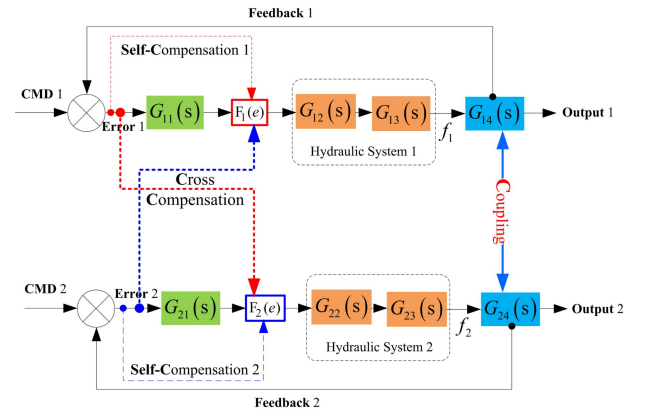 Feedback 1
Self-Compensation 1
CMD 1
Error 1
G₁₁(s)
F₁(e)
G₁₂(s)
G₁₃(s)
f₁
G₁₄(s)
Output 1
Hydraulic System 1
Cross
Compensation
Coupling
CMD 2
Error 2
G₂₁(s)
F₂(e)
G₂₂(s)
G₂₃(s)
f₂
G₂₄(s)
Output 2
Hydraulic System 2
Self-Compensation 2
Feedback 2